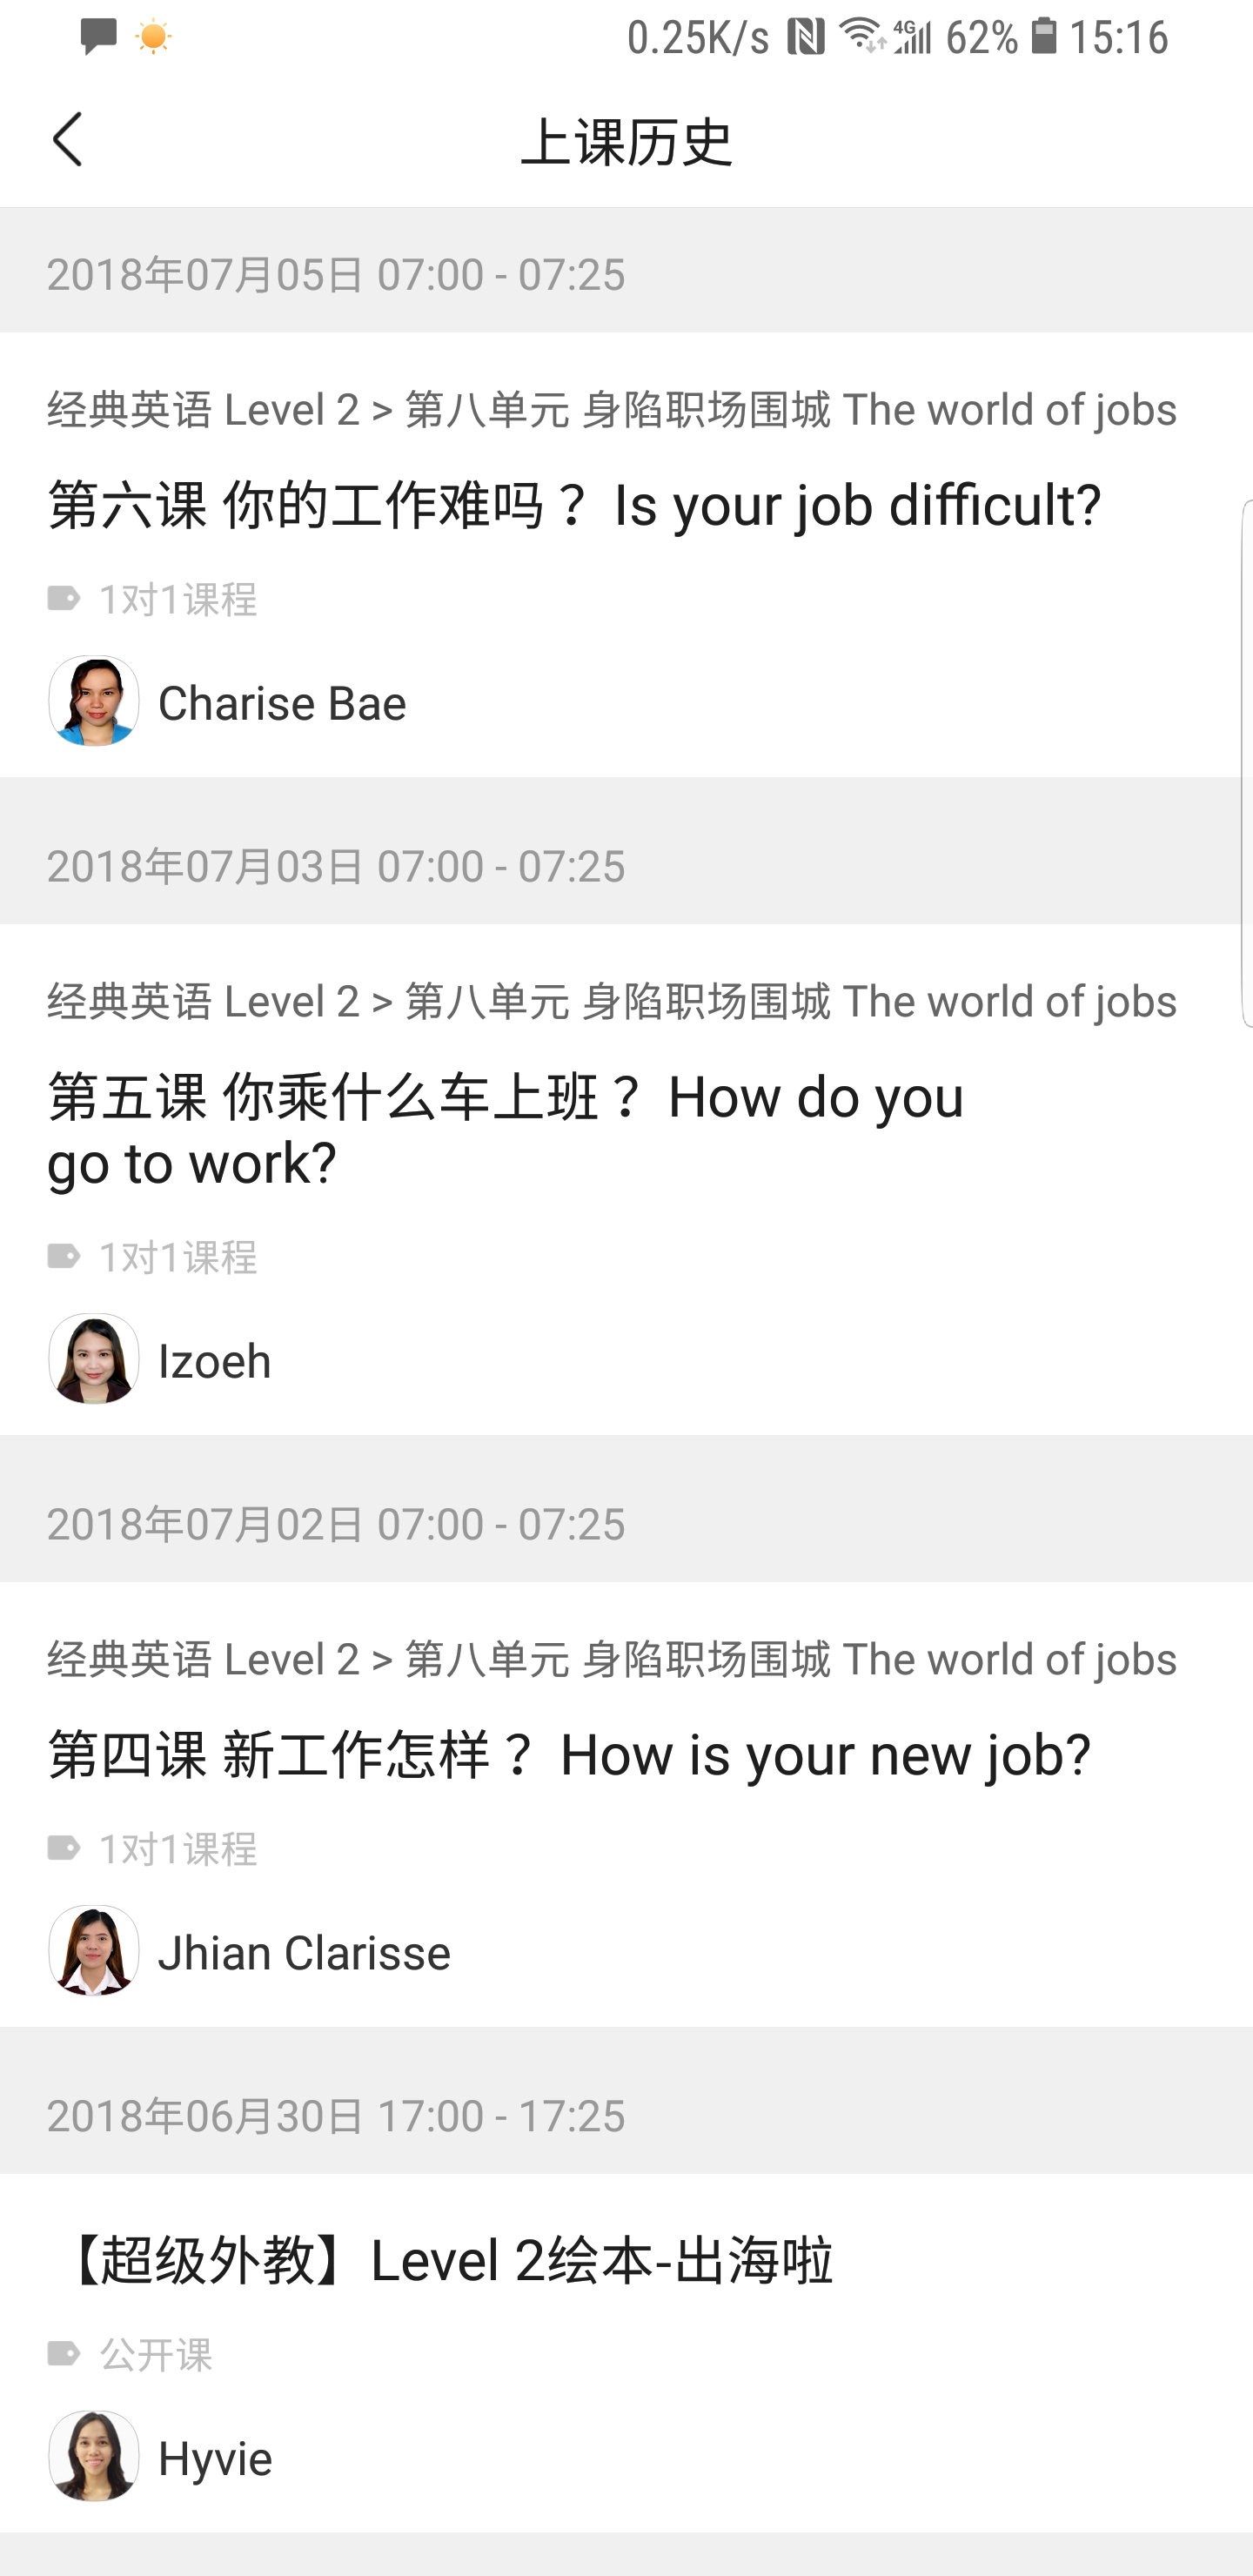 0.25K/s 4G 62% 15:16
上课历史
2018年07月05日 07:00 - 07:25
经典英语 Level 2 > 第八单元 身陷职场围城 The world of jobs
第六课 你的工作难吗？ Is your job difficult?
1对1课程
Charise Bae
2018年07月03日 07:00 - 07:25
经典英语 Level 2 > 第八单元 身陷职场围城 The world of jobs
第五课 你乘什么车上班？ How do you
go to work?
1对1课程
Izoeh
2018年07月02日 07:00 - 07:25
经典英语 Level 2 > 第八单元 身陷职场围城 The world of jobs
第四课 新工作怎样？ How is your new job?
1对1课程
Jhian Clarisse
2018年06月30日 17:00 - 17:25
【超级外教】Level 2绘本-出海啦
公开课
Hyvie